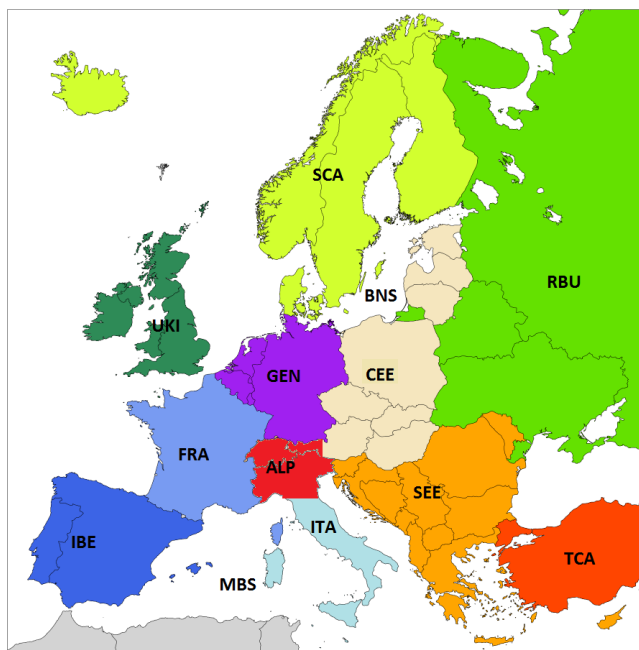 SCA
RBU
BNS
UKI
GEN
CEE
FRA
ALP
SEE
IBE
ITA
TCA
MBS